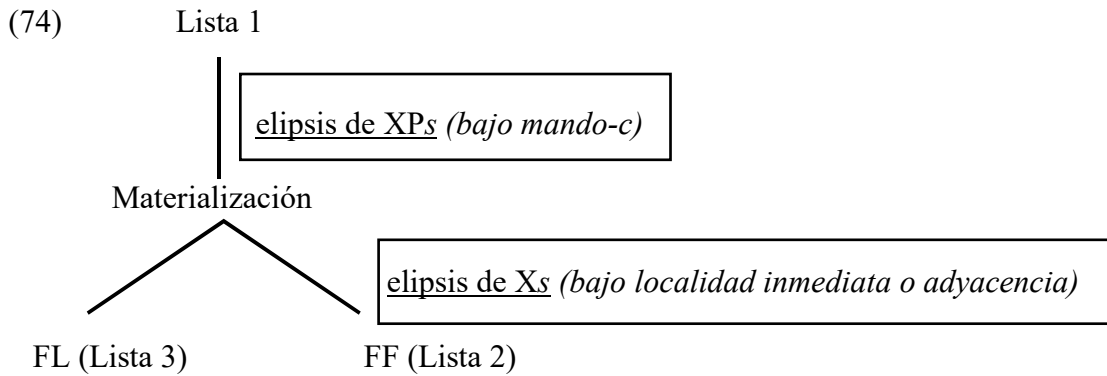 (74) Lista 1
elipsis de XPs (bajo mando-c)
Materialización
elipsis de Xs (bajo localidad inmediata o adyacencia)
FL (Lista 3) FF (Lista 2)